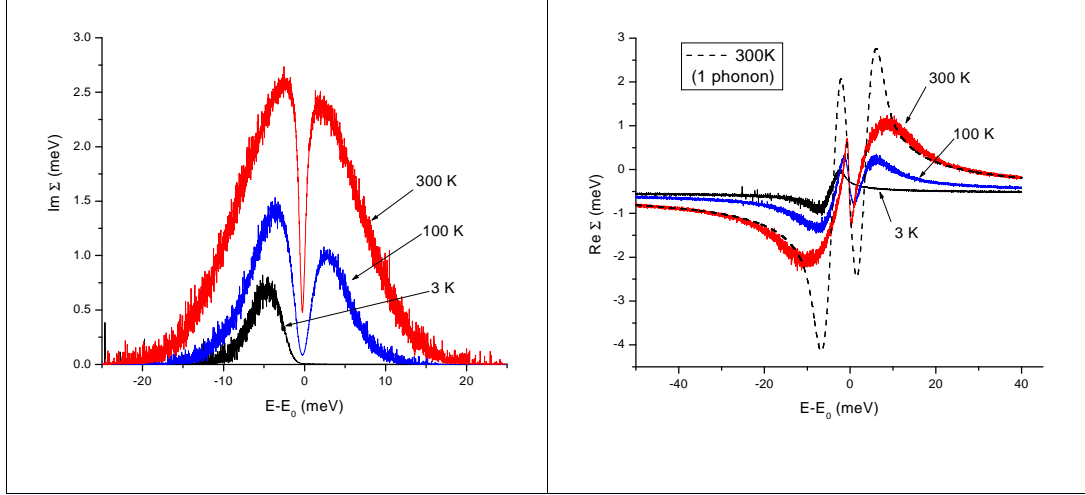 3.0
2.5
2.0
1.5
1.0
0.5
0.0
Im Σ (meV)
300 K
100 K
3 K
-20 -10 0 10 20
E-E₀ (meV)
3
2
1
0
-1
-2
-3
-4
Re Σ (meV)
300K
(1 phonon)
300 K
100 K
3 K
-40 -20 0 20 40
E-E₀ (meV)